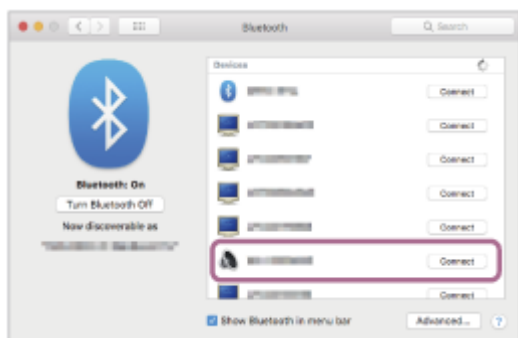 Bluetooth
Search
Devices
Connect
Connect
Connect
Connect
Connect
Connect
Connect
Bluetooth: On
Turn Bluetooth Off
Now discoverable as
Show Bluetooth in menu bar
Advanced...
?